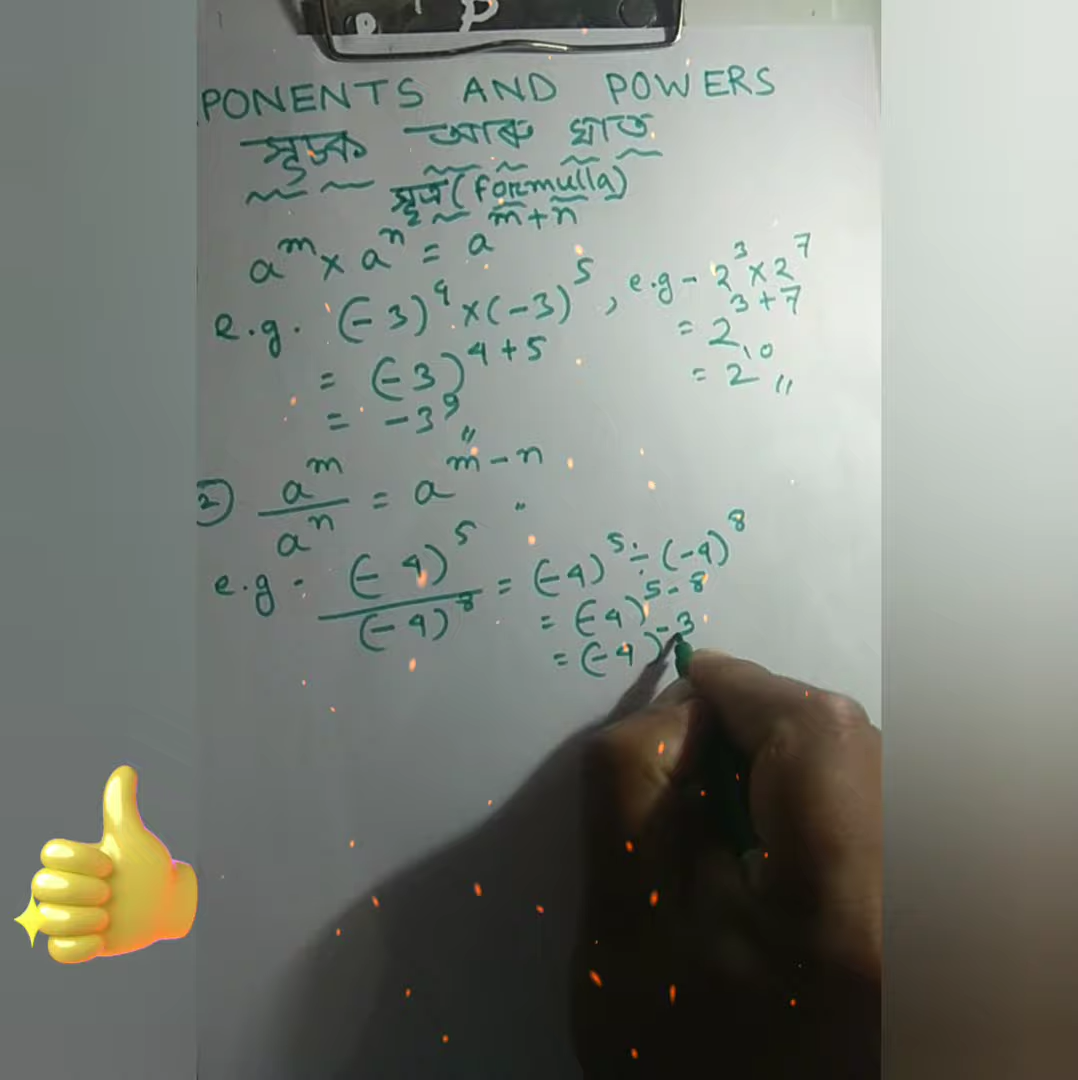 PONENTS AND POWERS
সূচক আৰু ঘাত
সূত্ৰ (formulla)
a^m × a^n = a^m+n
e.g. (-3)^4 × (-3)^5 , e.g - 2^3 × 2^7
= (-3)^4+5 = 2^3+7
= -3^9 〃 = 2^10 〃
2) a^m/a^n = a^m-n 〃
e.g - (-4)^5/(-4)^8 = (-4)^5 ÷ (-4)^8
= (-4)^5-8
= (-4)^-3